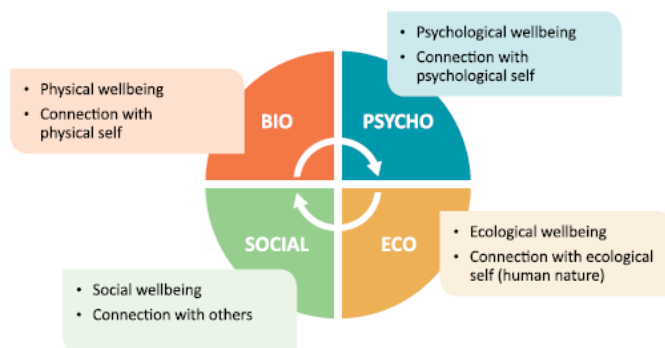 • Psychological wellbeing
• Connection with
psychological self
• Physical wellbeing
• Connection with
physical self
BIO
PSYCHO
SOCIAL
ECO
• Ecological wellbeing
• Connection with ecological
self (human nature)
• Social wellbeing
• Connection with others